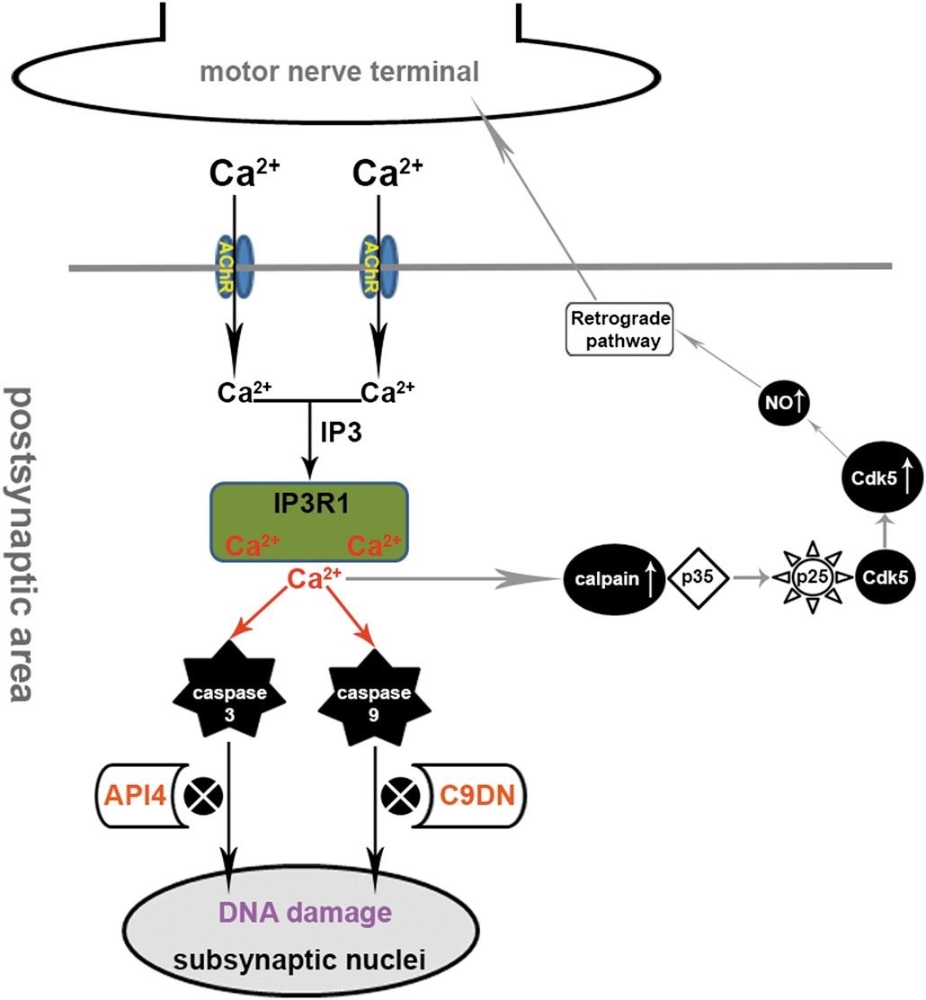 motor nerve terminal
Ca²⁺ Ca²⁺
AChR AChR
Retrograde
pathway
Ca²⁺ Ca²⁺
NO↑
IP3
Cdk5↑
IP3R1
Ca²⁺ Ca²⁺
Ca²⁺
calpain↑ p35 p25 Cdk5
postsynaptic area
caspase
3
caspase
9
API4
C9DN
DNA damage
subsynaptic nuclei